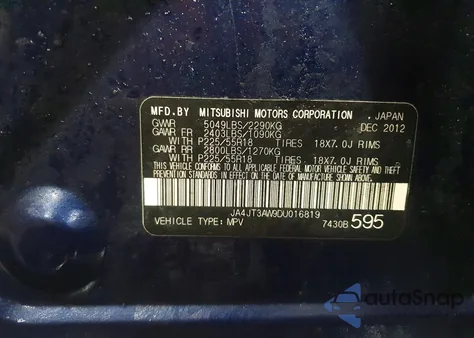 MFD.BY MITSUBISHI MOTORS CORPORATION , JAPAN
GVWR 5049LBS/2290KG DEC 2012
GAWR FR 2403LBS/1090KG
WITH P225/55R18 TIRES 18X7.0J RIMS
GAWR RR 2800LBS/1270KG
WITH P225/55R18 TIRES 18X7.0J RIMS
THIS VEHICLE CONFORMS TO ALL APPLICABLE FEDERAL
MOTOR VEHICLE SAFETY AND THEFT PREVENTION STANDARDS
IN EFFECT ON THE DATE OF MANUFACTURE SHOWN ABOVE.
JA4JT3AW9DU016819
VEHICLE TYPE: MPV 7430B 595
autoSnap